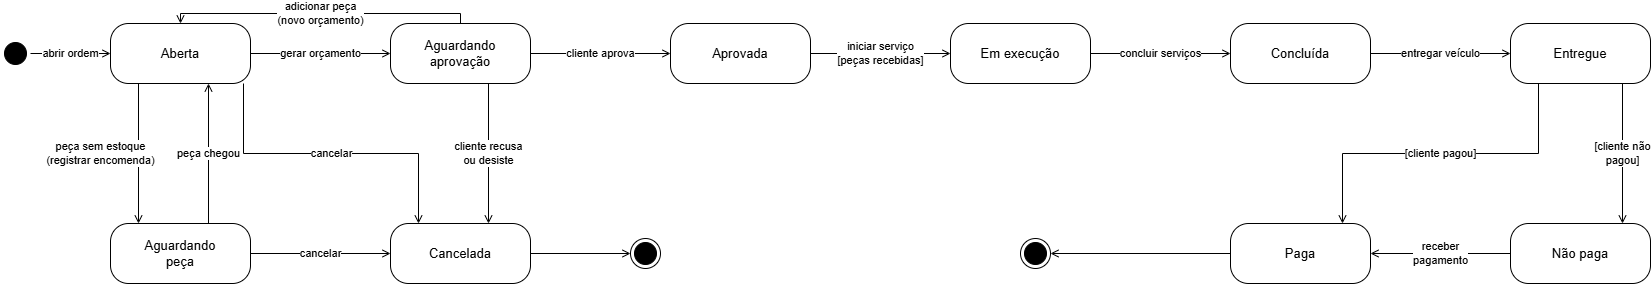 adicionar peça
(novo orçamento)
abrir ordem
Aberta
gerar orçamento
Aguardando
aprovação
cliente aprova
Aprovada
iniciar serviço
[peças recebidas]
Em execução
concluir serviços
Concluída
entregar veículo
Entregue
peça sem estoque
(registrar encomenda)
peça chegou
cancelar
cliente recusa
ou desiste
[cliente pagou]
[cliente não
pagou]
Aguardando
peça
cancelar
Cancelada
Paga
receber
pagamento
Não paga